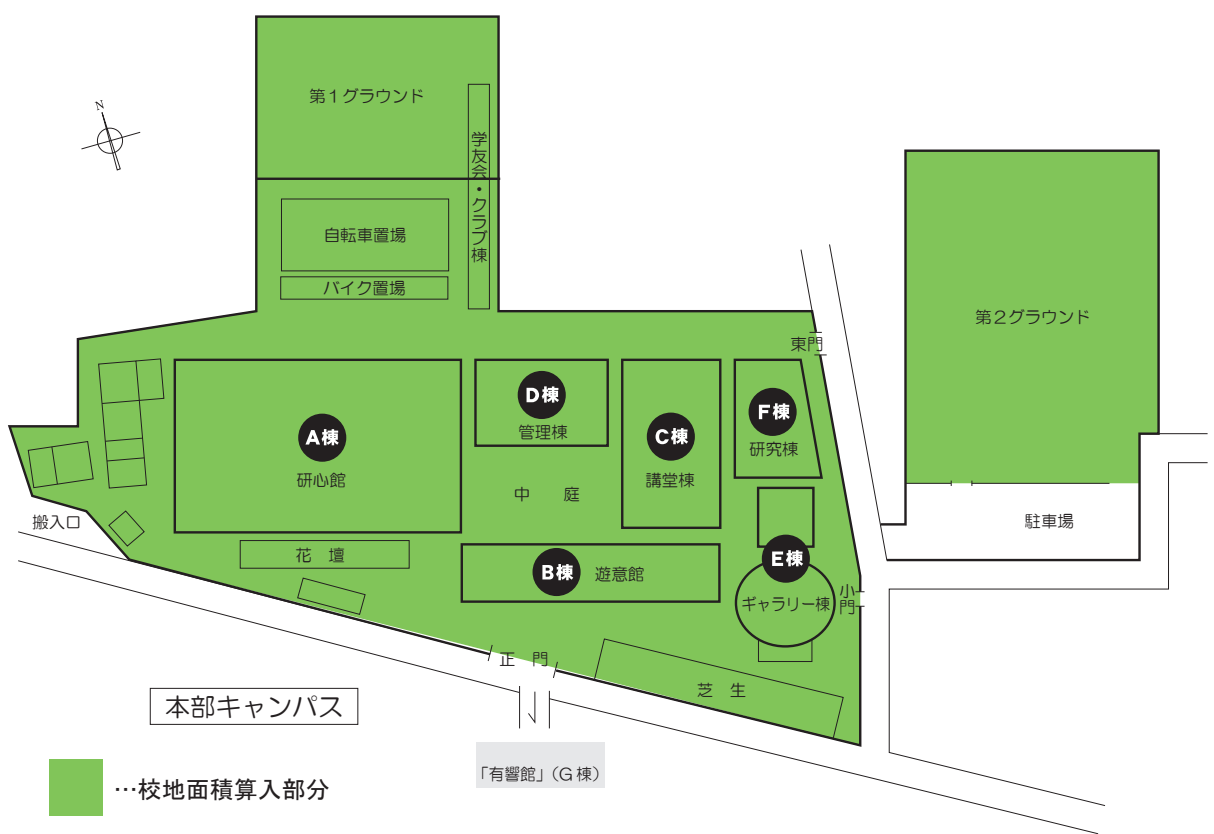 N
第1グラウンド
学友会・クラブ棟
自転車置場
バイク置場
第2グラウンド
東門
D棟
管理棟
F棟
研究棟
A棟
研心館
C棟
講堂棟
中庭
搬入口
駐車場
花壇
B棟 遊意館
E棟
ギャラリー棟
小門
正門
芝生
本部キャンパス
「有響館」(G棟)
…校地面積算入部分